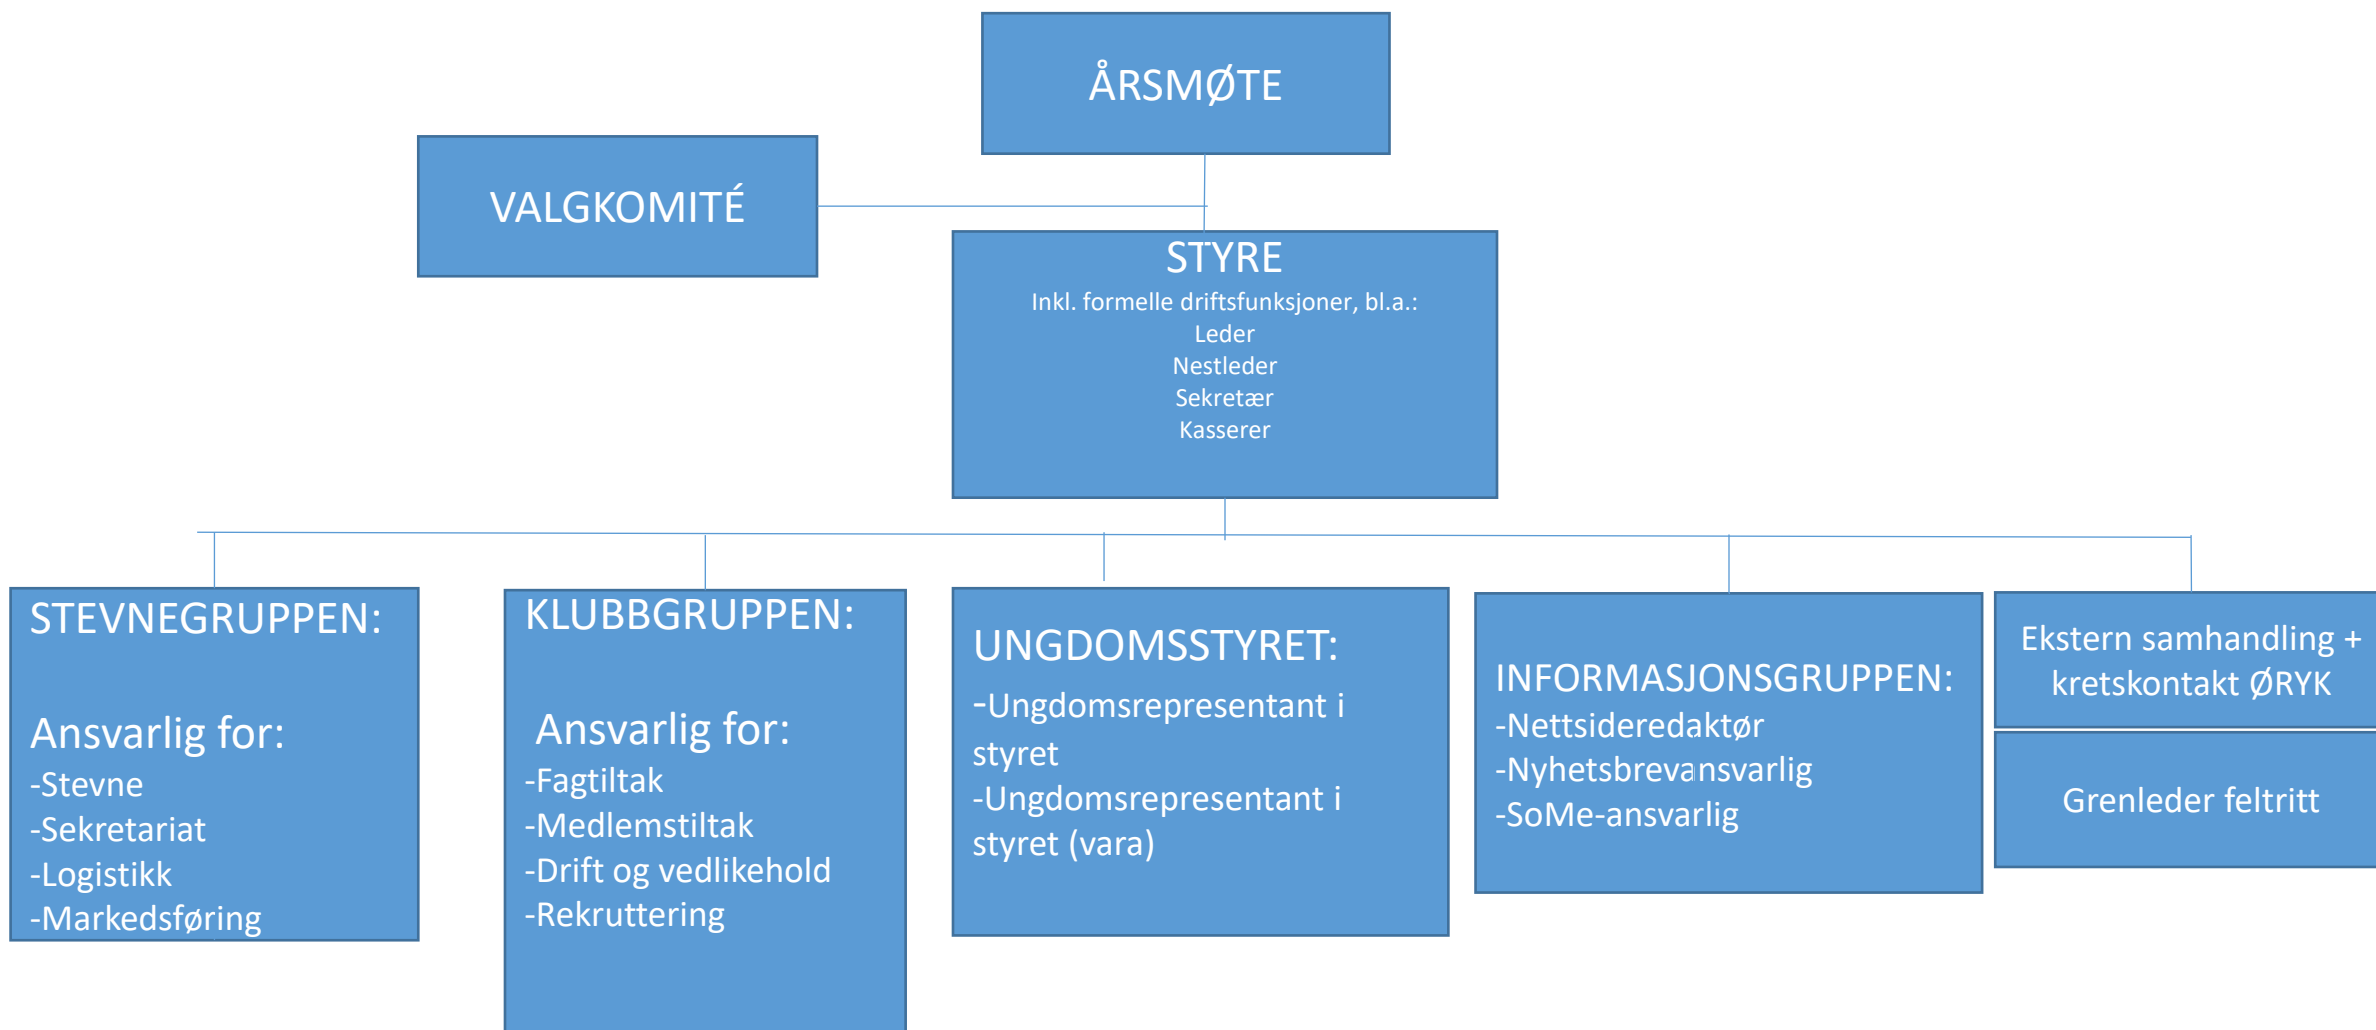 ÅRSMØTE
VALGKOMITÉ
STYRE
Inkl. formelle driftsfunksjoner, bl.a.:
Leder
Nestleder
Sekretær
Kasserer
STEVNEGRUPPEN:
Ansvarlig for:
-Stevne
-Sekretariat
-Logistikk
-Markedsføring
KLUBBGRUPPEN:
Ansvarlig for:
-Fagtiltak
-Medlemstiltak
-Drift og vedlikehold
-Rekruttering
UNGDOMSSTYRET:
-Ungdomsrepresentant i
styret
-Ungdomsrepresentant i
styret (vara)
INFORMASJONSGRUPPEN:
-Nettsideredaktør
-Nyhetsbrevansvarlig
-SoMe-ansvarlig
Ekstern samhandling +
kretskontakt ØRYK
Grenleder feltritt